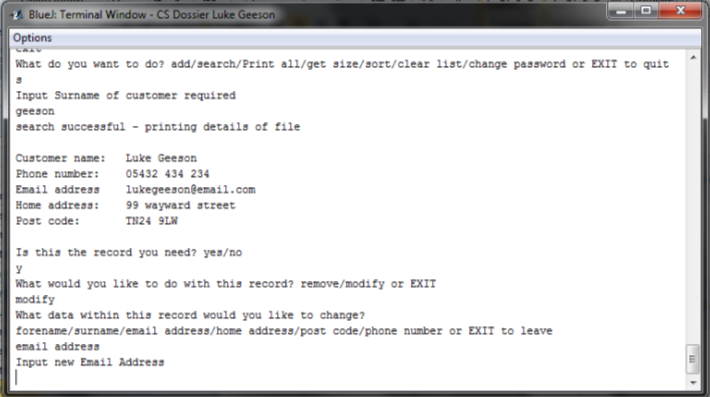 BlueJ: Terminal Window - CS Dossier Luke Geeson
Options
exit
What do you want to do? add/search/Print all/get size/sort/clear list/change password or EXIT to quit
s
Input Surname of customer required
geeson
search successful - printing details of file
Customer name: Luke Geeson
Phone number: 05432 434 234
Email address lukegeeson@email.com
Home address: 99 wayward street
Post code: TN24 9LW
Is this the record you need? yes/no
y
What would you like to do with this record? remove/modify or EXIT
modify
What data within this record would you like to change?
forename/surname/email address/home address/post code/phone number or EXIT to leave
email address
Input new Email Address